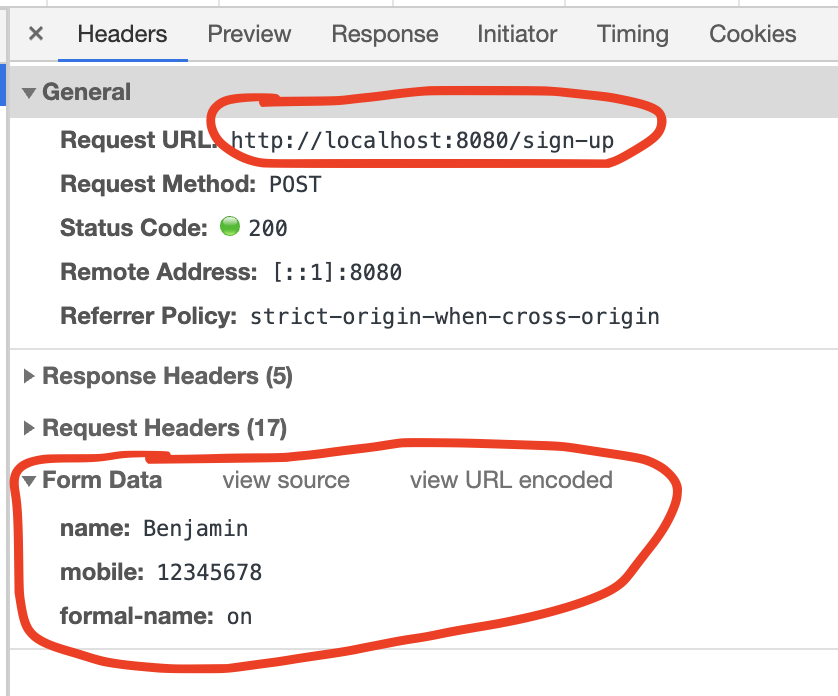 × Headers Preview Response Initiator Timing Cookies
General
Request URL: http://localhost:8080/sign-up
Request Method: POST
Status Code: 200
Remote Address: [::1]:8080
Referrer Policy: strict-origin-when-cross-origin
Response Headers (5)
Request Headers (17)
Form Data view source view URL encoded
name: Benjamin
mobile: 12345678
formal-name: on